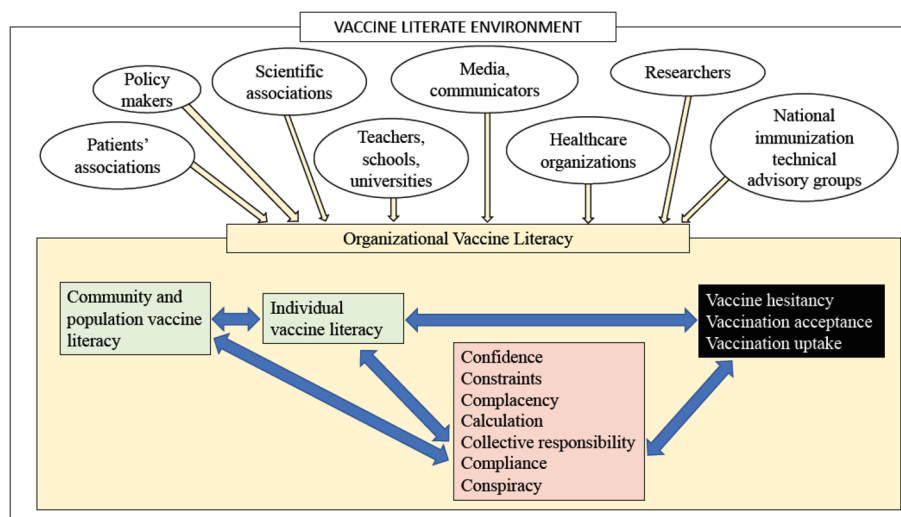 VACCINE LITERATE ENVIRONMENT
Policy
makers
Scientific
associations
Media,
communicators
Researchers
Patients’
associations
Teachers,
schools,
universities
Healthcare
organizations
National
immunization
technical
advisory groups
Organizational Vaccine Literacy
Community and
population vaccine
literacy
Individual
vaccine literacy
Vaccine hesitancy
Vaccination acceptance
Vaccination uptake
Confidence
Constraints
Complacency
Calculation
Collective responsibility
Compliance
Conspiracy